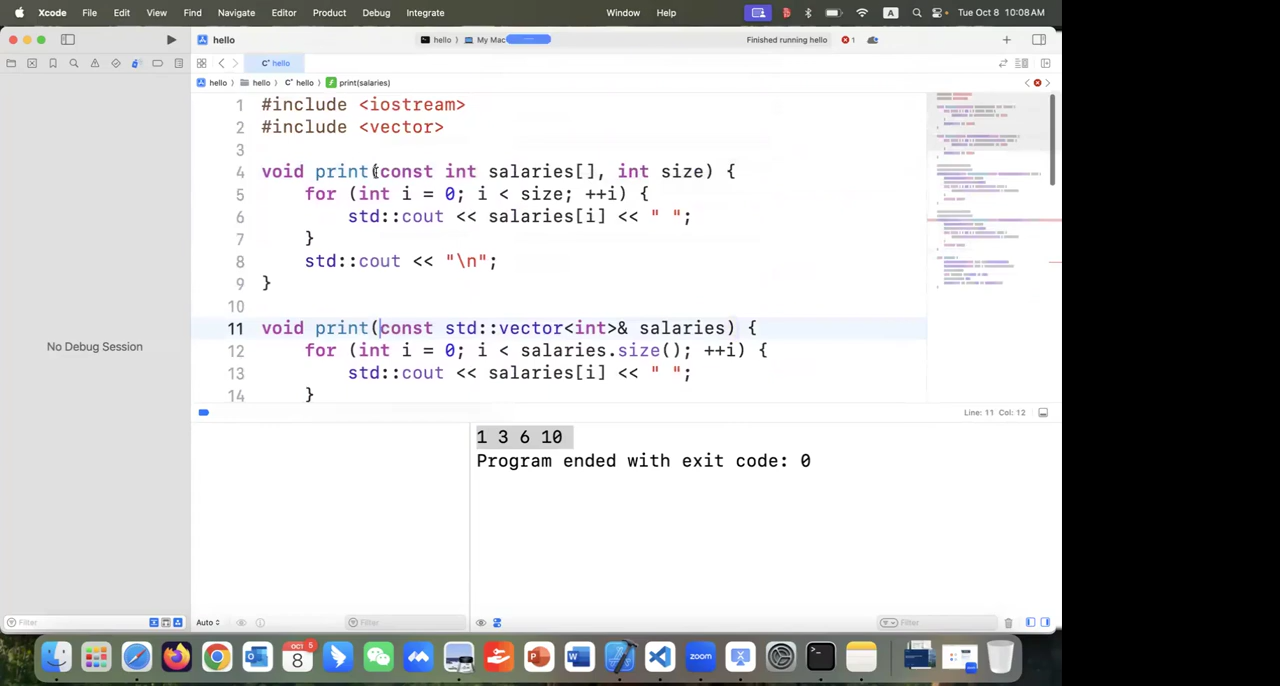 Xcode File Edit View Find Navigate Editor Product Debug Integrate Window Help A Tue Oct 8 10:08 AM
hello hello My Mac Finished running hello 1
C++ hello
hello hello C++ hello print(salaries)
1 #include <iostream>
2 #include <vector>
3
4 void print(const int salaries[], int size) {
5 for (int i = 0; i < size; ++i) {
6 std::cout << salaries[i] << " ";
7 }
8 std::cout << "\n";
9 }
10
11 void print(const std::vector<int>& salaries) {
12 for (int i = 0; i < salaries.size(); ++i) {
13 std::cout << salaries[i] << " ";
14 }
No Debug Session
Line: 11 Col: 12
1 3 6 10
Program ended with exit code: 0
Filter Auto Filter Filter
OCT 5
8
zoom